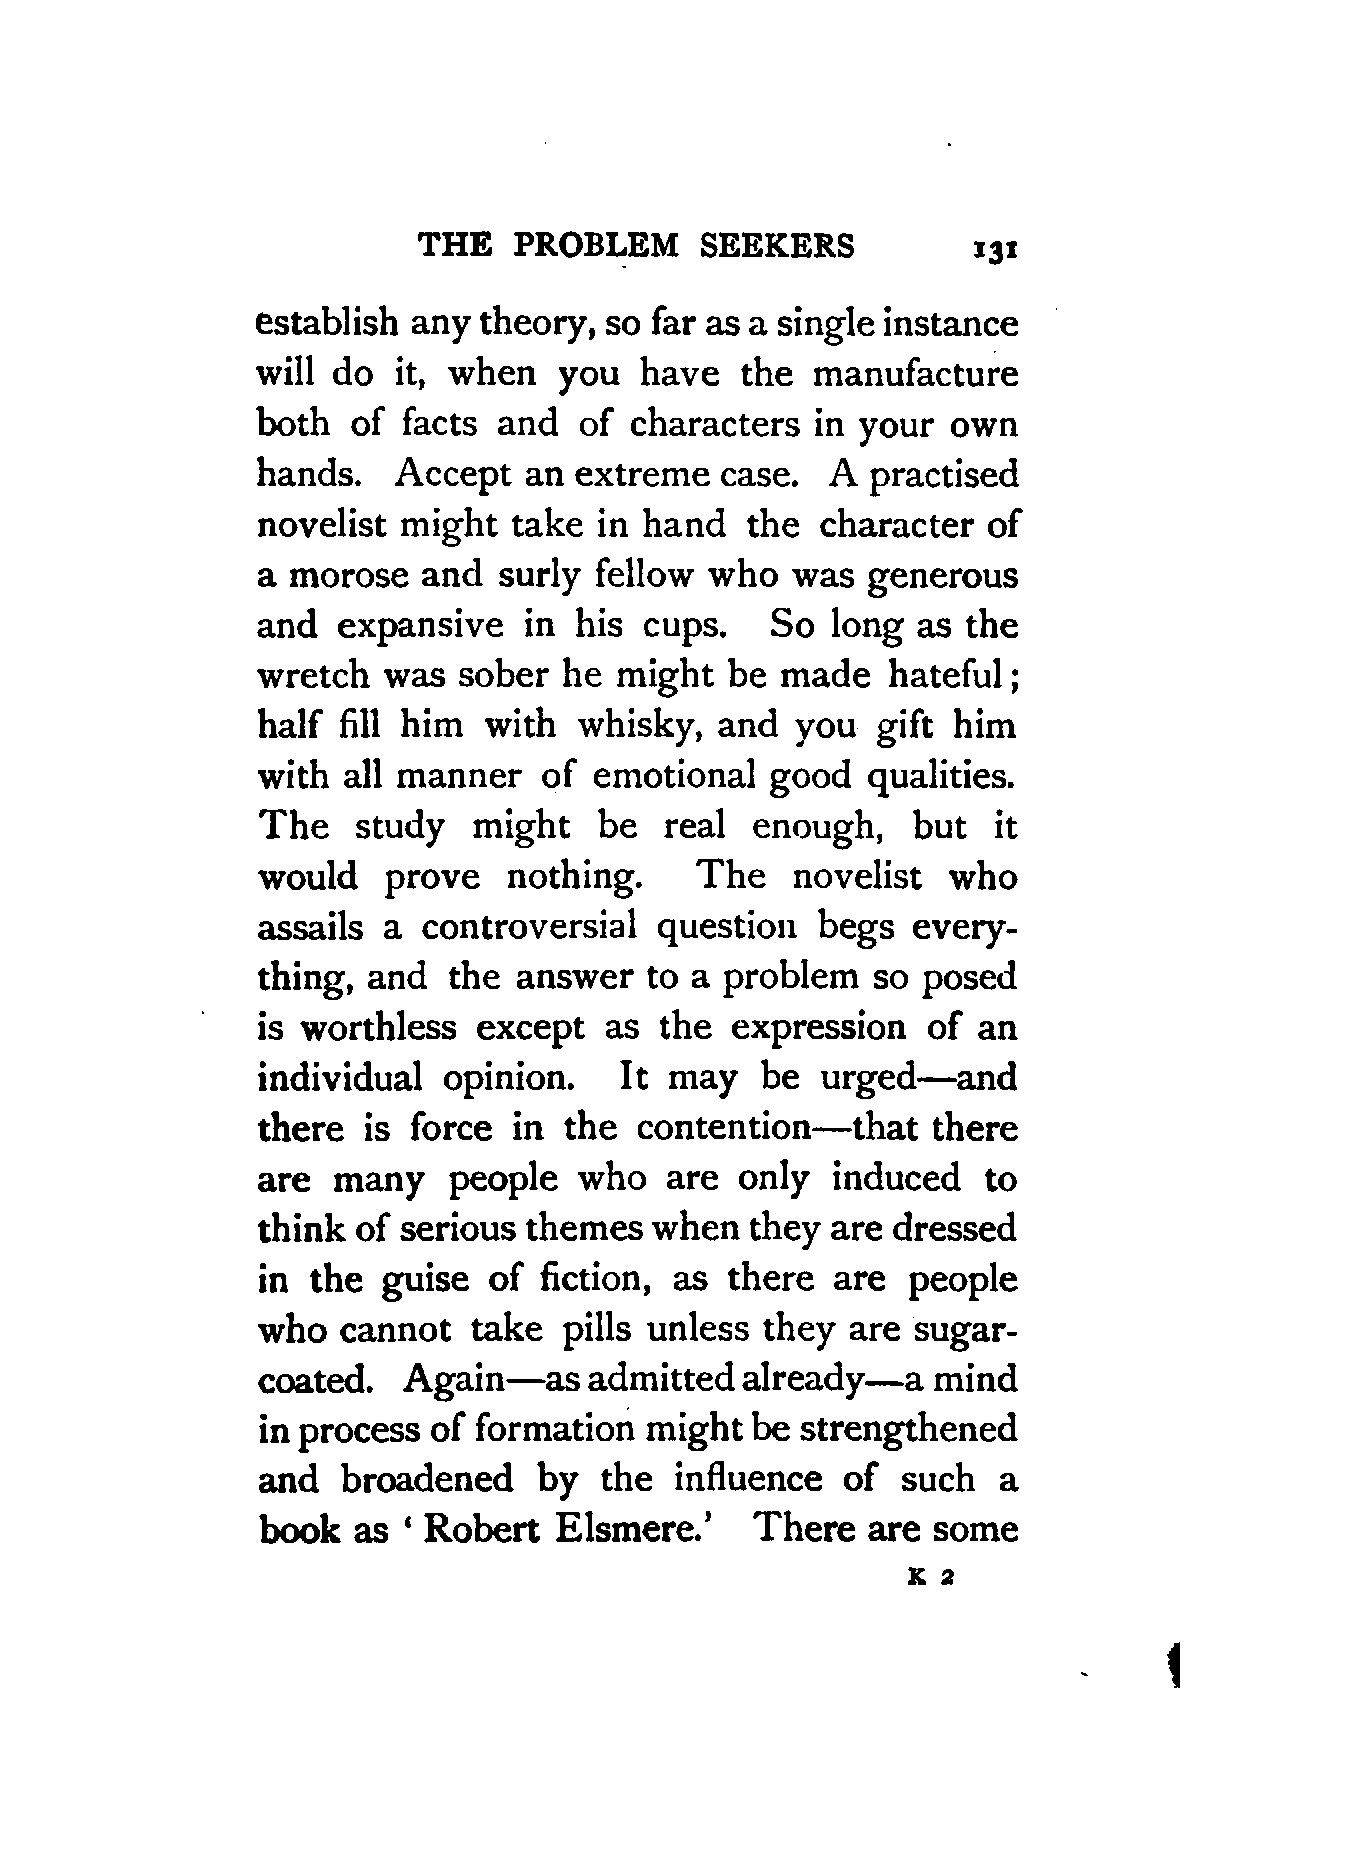 THE PROBLEM SEEKERS 131
establish any theory, so far as a single instance
will do it, when you have the manufacture
both of facts and of characters in your own
hands. Accept an extreme case. A practised
novelist might take in hand the character of
a morose and surly fellow who was generous
and expansive in his cups. So long as the
wretch was sober he might be made hateful;
half fill him with whisky, and you gift him
with all manner of emotional good qualities.
The study might be real enough, but it
would prove nothing. The novelist who
assails a controversial question begs every-
thing, and the answer to a problem so posed
is worthless except as the expression of an
individual opinion. It may be urged—and
there is force in the contention—that there
are many people who are only induced to
think of serious themes when they are dressed
in the guise of fiction, as there are people
who cannot take pills unless they are sugar-
coated. Again—as admitted already—a mind
in process of formation might be strengthened
and broadened by the influence of such a
book as ‘Robert Elsmere.’ There are some
K 2